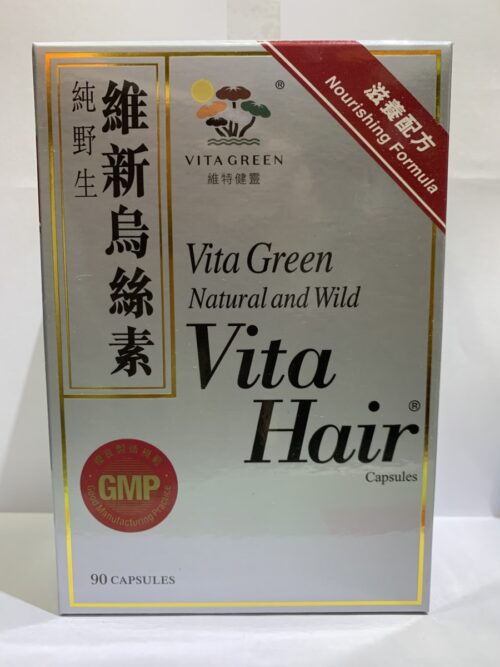 純野生
維新烏絲素
®
VITA GREEN
維特健靈
滋養配方
Nourishing Formula
Vita Green
Natural and Wild
Vita
Hair®
Capsules
GMP
Good Manufacturing Practice
90 CAPSULES